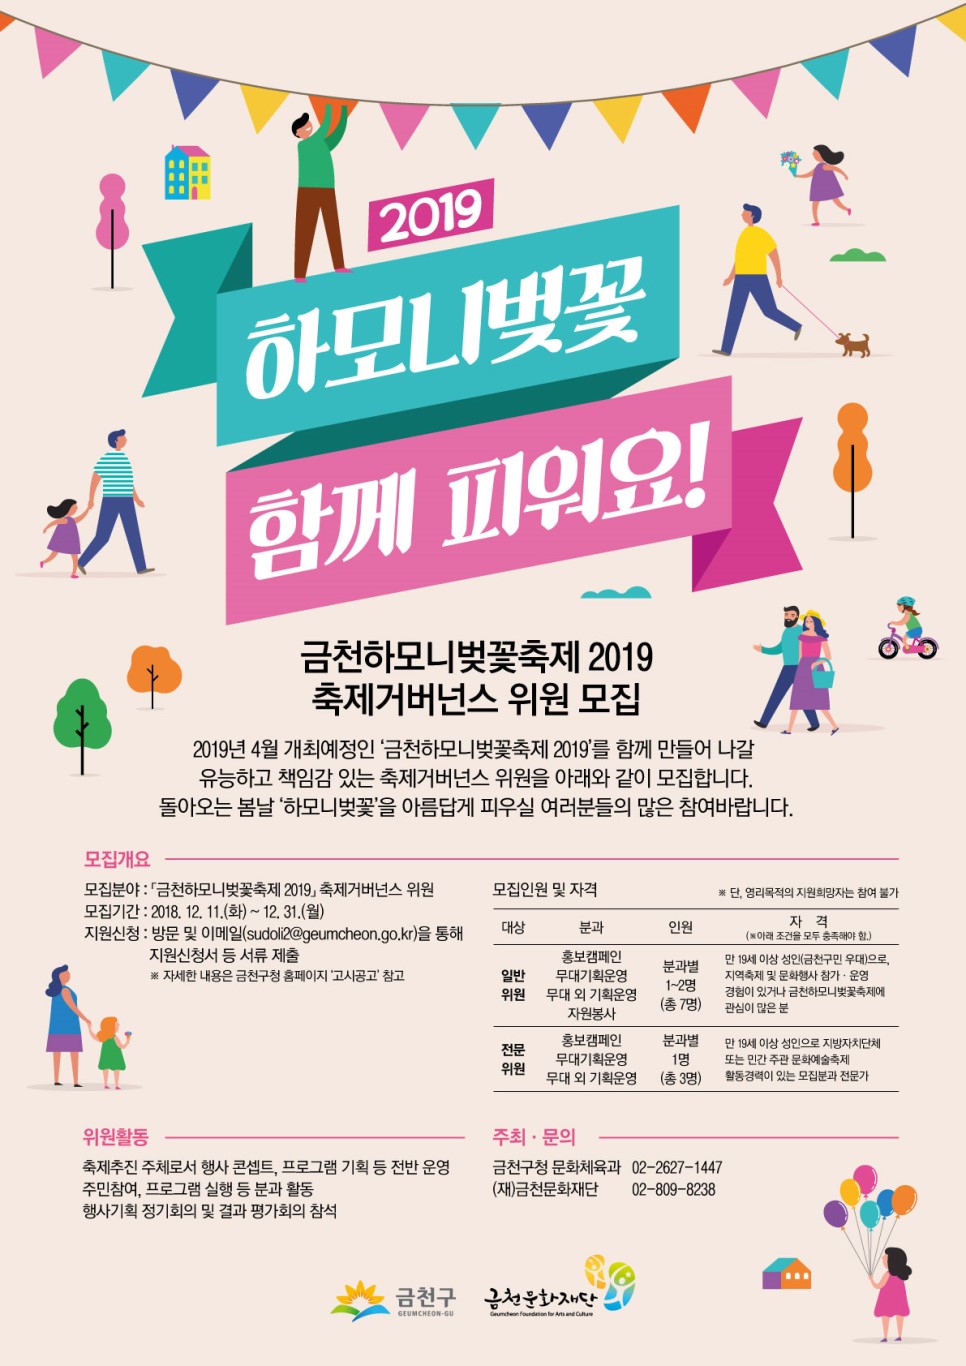 2019
하모니벚꽃
함께 피워요!
금천하모니벚꽃축제 2019
축제거버넌스 위원 모집
2019년 4월 개최예정인 ‘금천하모니벚꽃축제 2019’를 함께 만들어 나갈
유능하고 책임감 있는 축제거버넌스 위원을 아래와 같이 모집합니다.
돌아오는 봄날 ‘하모니벚꽃’을 아름답게 피우실 여러분들의 많은 참여바랍니다.
모집개요
모집분야 : 「금천하모니벚꽃축제 2019」 축제거버넌스 위원
모집기간 : 2018. 12. 11.(화) ~ 12. 31.(월)
지원신청 : 방문 및 이메일(sudoli2@geumcheon.go.kr)을 통해
지원신청서 등 서류 제출
※ 자세한 내용은 금천구청 홈페이지 ‘고시공고’ 참고
모집인원 및 자격
※ 단, 영리목적의 지원희망자는 참여 불가
대상 분과 인원 자 격
(※아래 조건을 모두 충족해야 함.)
일반
위원
홍보캠페인
무대기획운영
무대 외 기획운영
자원봉사
분과별
1~2명
(총 7명)
만 19세 이상 성인(금천구민 우대)으로,
지역축제 및 문화행사 참가 · 운영
경험이 있거나 금천하모니벚꽃축제에
관심이 많은 분
전문
위원
홍보캠페인
무대기획운영
무대 외 기획운영
분과별
1명
(총 3명)
만 19세 이상 성인으로 지방자치단체
또는 민간 주관 문화예술축제
활동경력이 있는 모집분과 전문가
위원활동
축제추진 주체로서 행사 콘셉트, 프로그램 기획 등 전반 운영
주민참여, 프로그램 실행 등 분과 활동
행사기획 정기회의 및 결과 평가회의 참석
주최 · 문의
금천구청 문화체육과 02-2627-1447
(재)금천문화재단 02-809-8238
금천구
GEUMCHEON-GU
금천문화재단
Geumcheon Foundation for Arts and Culture